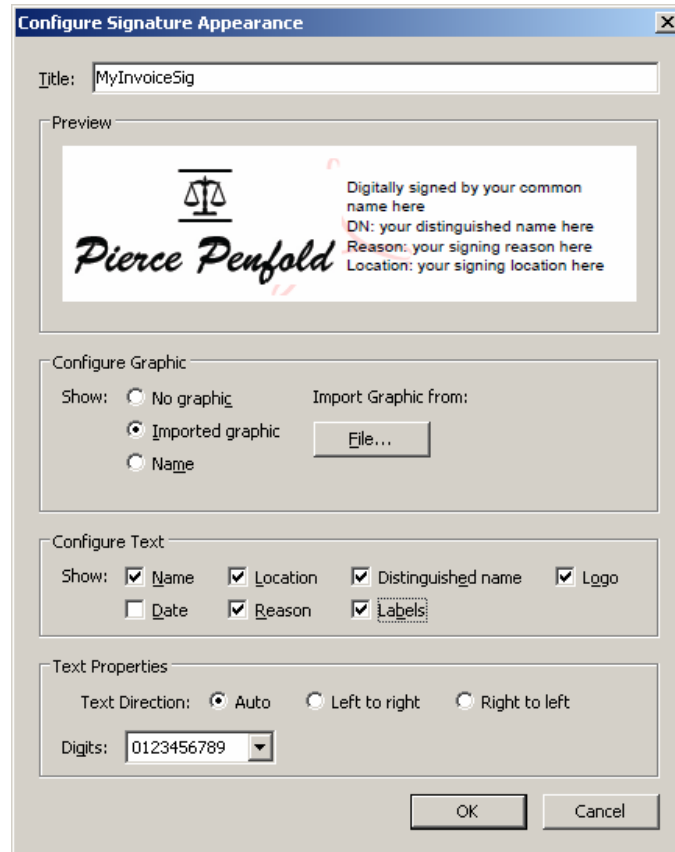 Configure Signature Appearance
Title: MyInvoiceSig
Preview
Pierce Penfold
Digitally signed by your common
name here
DN: your distinguished name here
Reason: your signing reason here
Location: your signing location here
Configure Graphic
Show: No graphic Import Graphic from:
Imported graphic File...
Name
Configure Text
Show: Name Location Distinguished name Logo
Date Reason Labels
Text Properties
Text Direction: Auto Left to right Right to left
Digits: 0123456789
OK Cancel